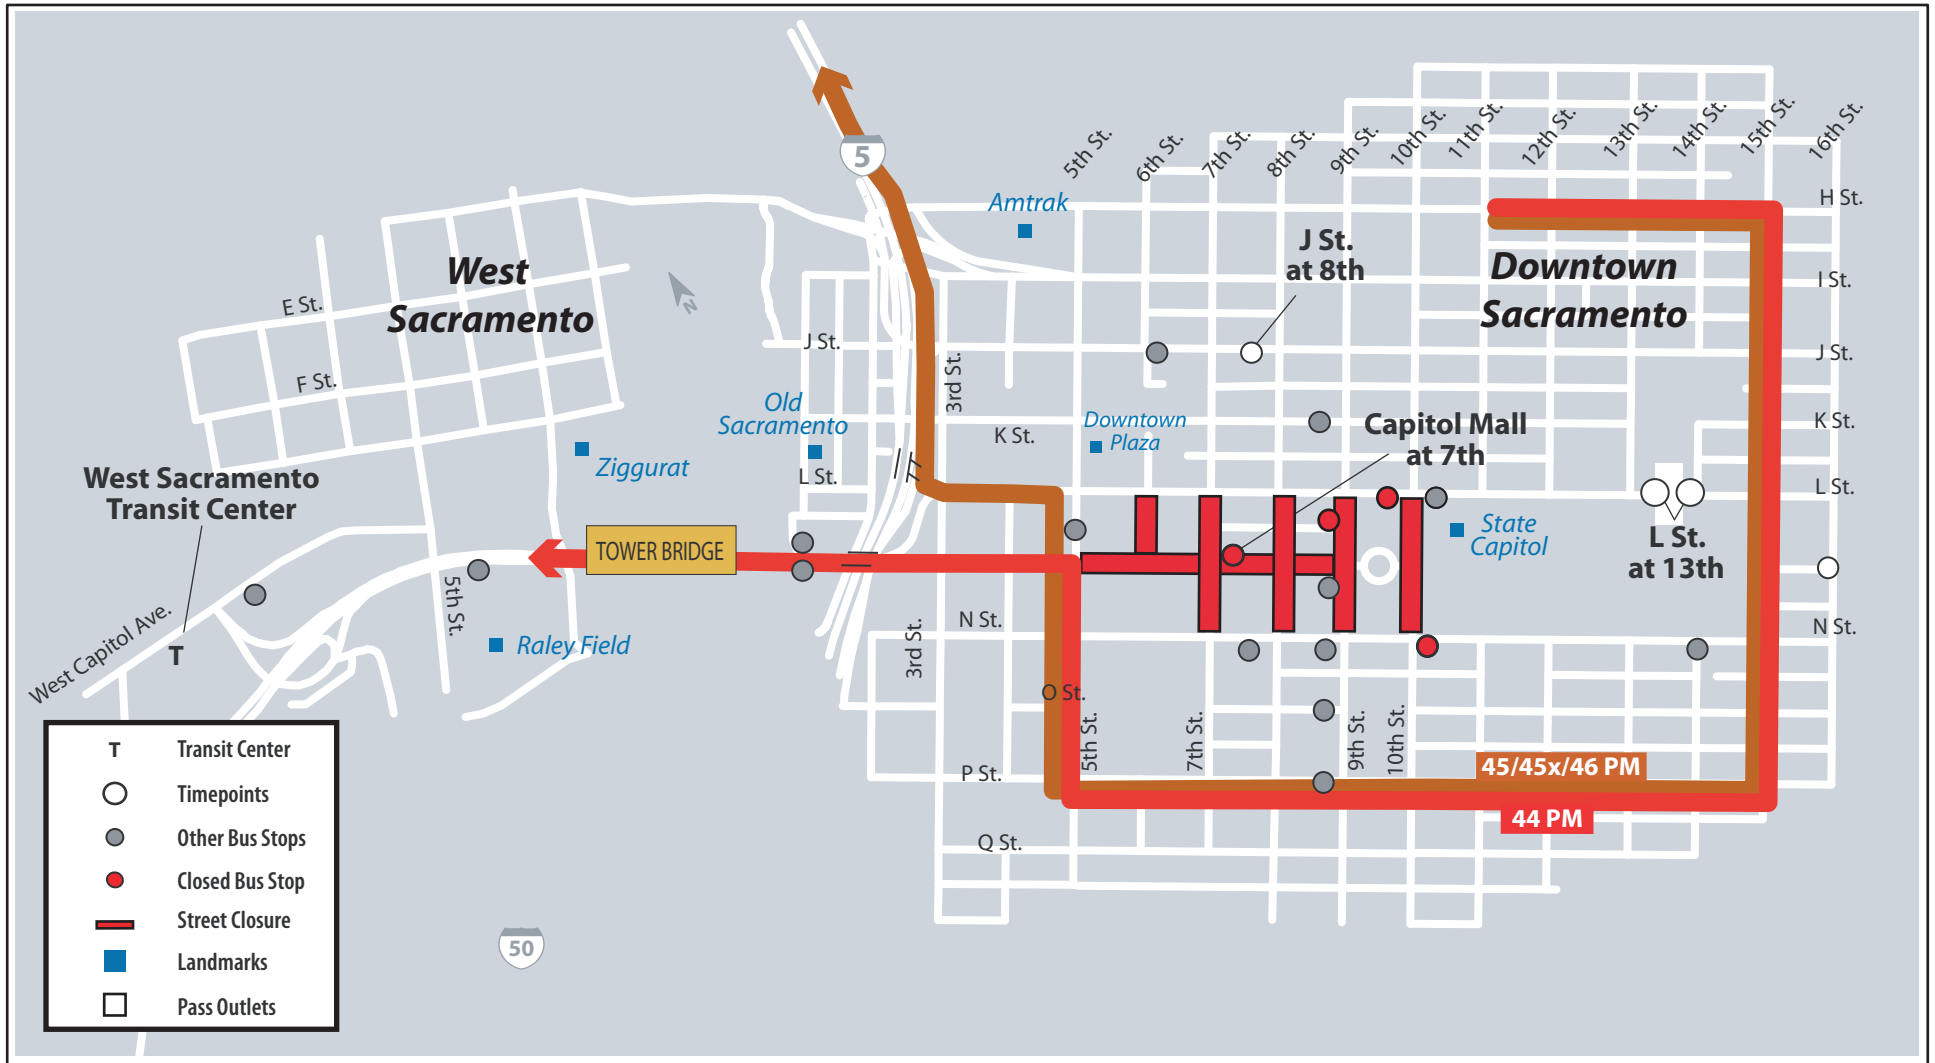 5
5th St.
6th St.
7th St.
8th St.
9th St.
10th St.
11th St.
12th St.
13th St.
14th St.
15th St.
16th St.
H St.
Amtrak
J St.
at 8th
West
Sacramento
N
Downtown
Sacramento
I St.
E St.
F St.
J St.
3rd St.
J St.
Old
Sacramento
Downtown
Plaza
K St.
Capitol Mall
at 7th
K St.
Ziggurat
L St.
L St.
West Sacramento
Transit Center
TOWER BRIDGE
State
Capitol
L St.
at 13th
5th St.
West Capitol Ave.
T
Raley Field
3rd St.
N St.
N St.
O St.
5th St.
7th St.
9th St.
10th St.
P St.
45/45x/46 PM
44 PM
Q St.
50
T Transit Center
Timepoints
Other Bus Stops
Closed Bus Stop
Street Closure
Landmarks
Pass Outlets